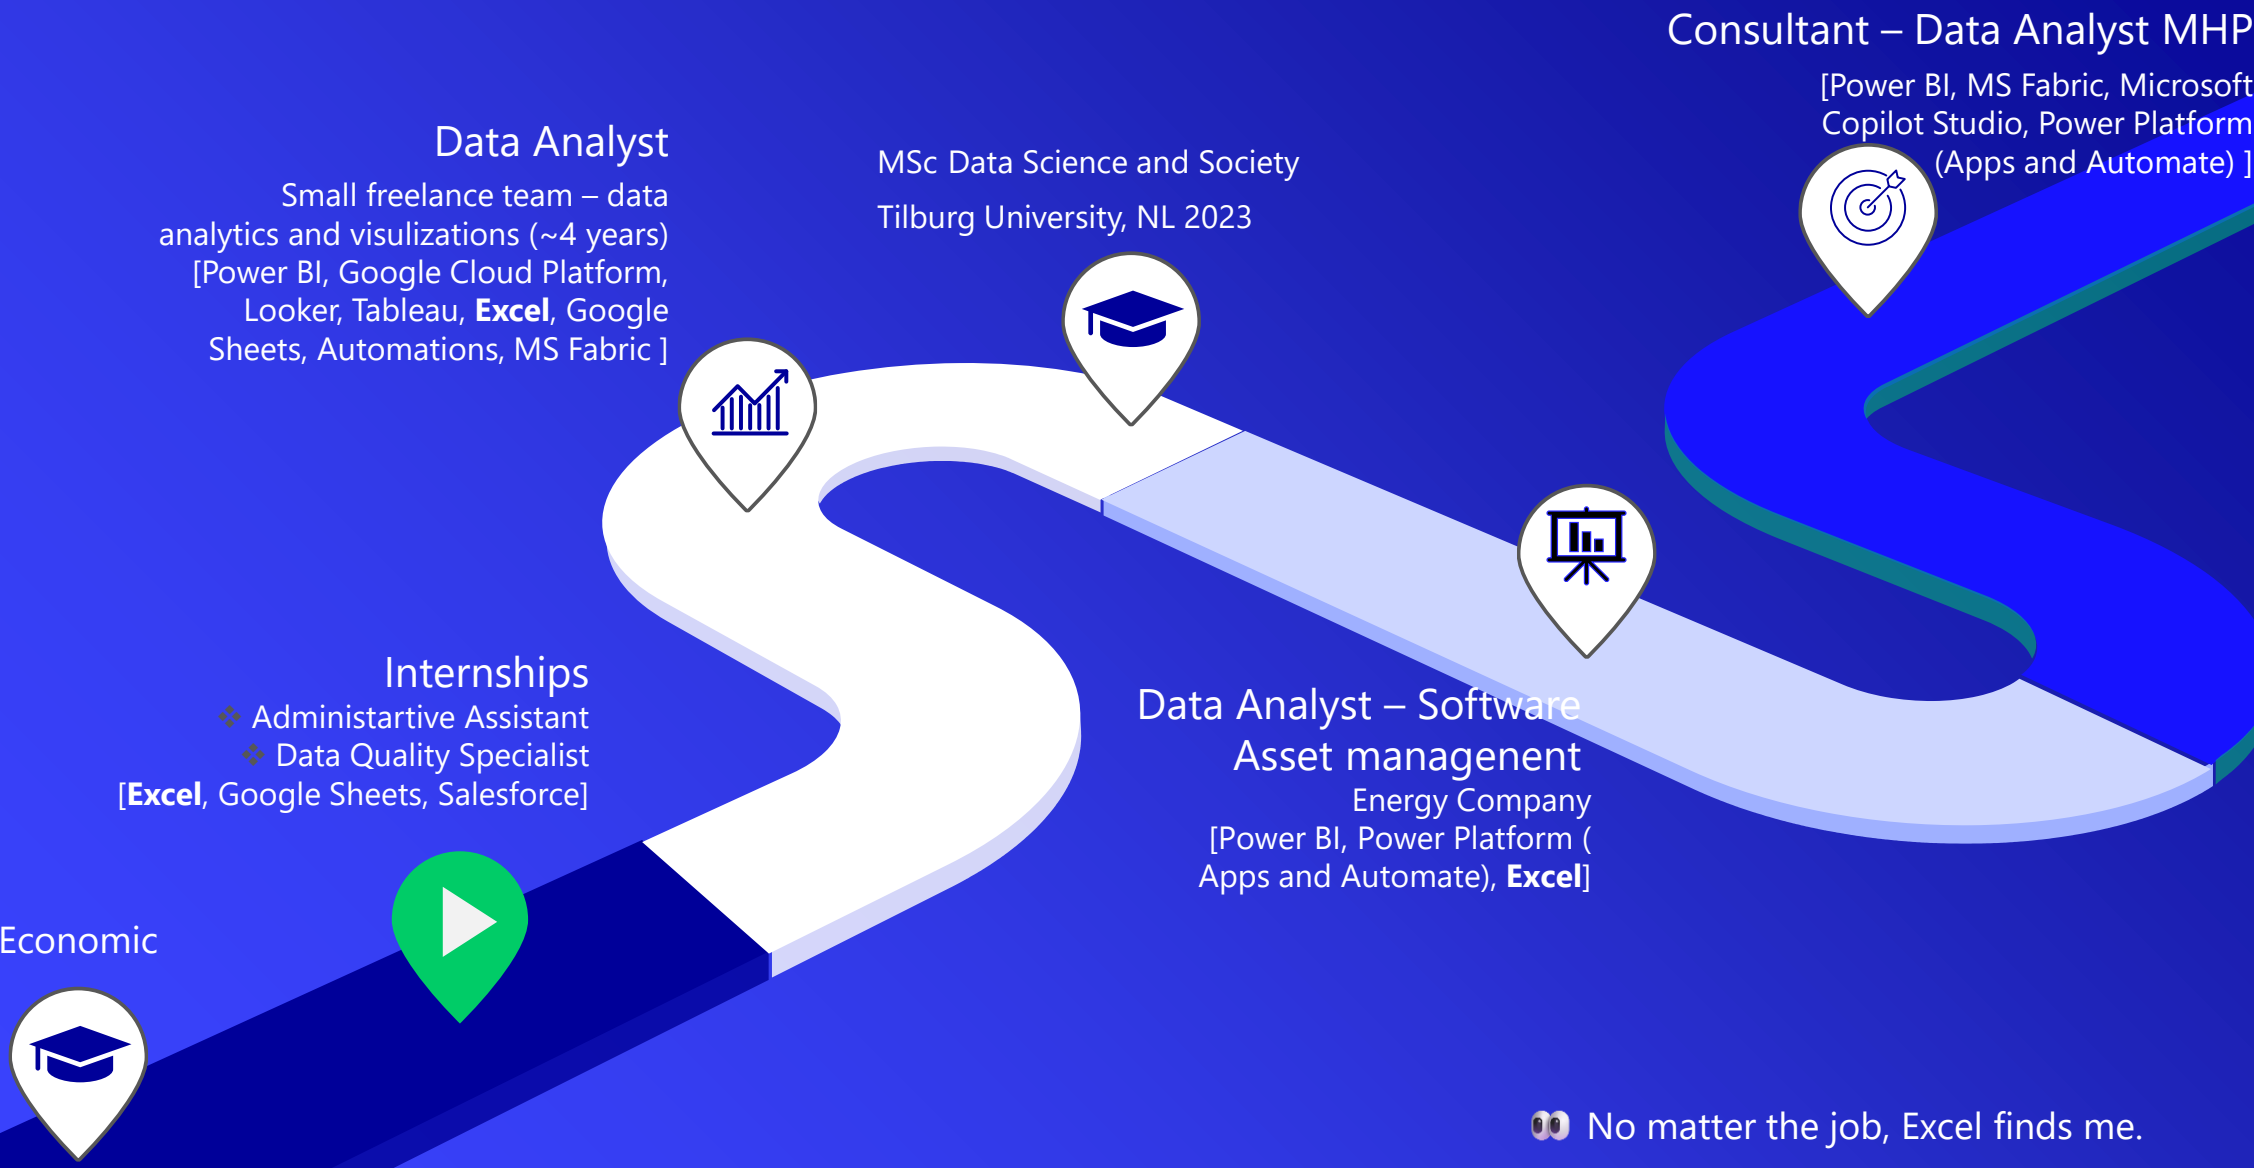 Consultant – Data Analyst MHP
[Power BI, MS Fabric, Microsoft
Copilot Studio, Power Platform
(Apps and Automate) ]
Data Analyst
Small freelance team – data
analytics and visulizations (~4 years)
[Power BI, Google Cloud Platform,
Looker, Tableau, Excel, Google
Sheets, Automations, MS Fabric ]
MSc Data Science and Society
Tilburg University, NL 2023
Internships
❖ Administartive Assistant
❖ Data Quality Specialist
[Excel, Google Sheets, Salesforce]
Data Analyst – Software
Asset managenent
Energy Company
[Power BI, Power Platform (
Apps and Automate), Excel]
Economic
👀 No matter the job, Excel finds me.